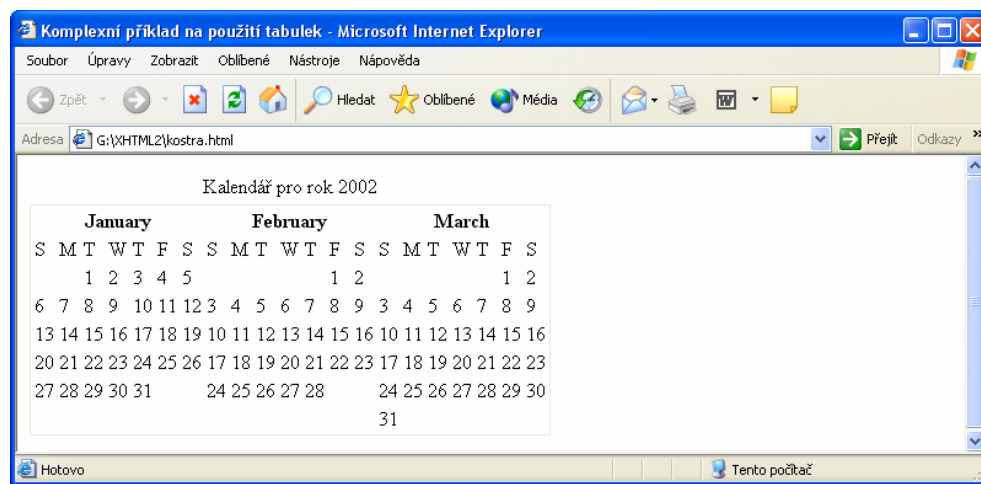 Komplexní příklad na použití tabulek - Microsoft Internet Explorer
Soubor Úpravy Zobrazit Oblíbené Nástroje Nápověda
Zpět Hledat Oblíbené Média
Adresa G:\XHTML2\kostra.html Přejít Odkazy »
Kalendář pro rok 2002
January February March
S M T W T F S S M T W T F S S M T W T F S
1 2 3 4 5 1 2 1 2
6 7 8 9 10 11 12 3 4 5 6 7 8 9 3 4 5 6 7 8 9
13 14 15 16 17 18 19 10 11 12 13 14 15 16 10 11 12 13 14 15 16
20 21 22 23 24 25 26 17 18 19 20 21 22 23 17 18 19 20 21 22 23
27 28 29 30 31 24 25 26 27 28 24 25 26 27 28 29 30
31
Hotovo Tento počítač